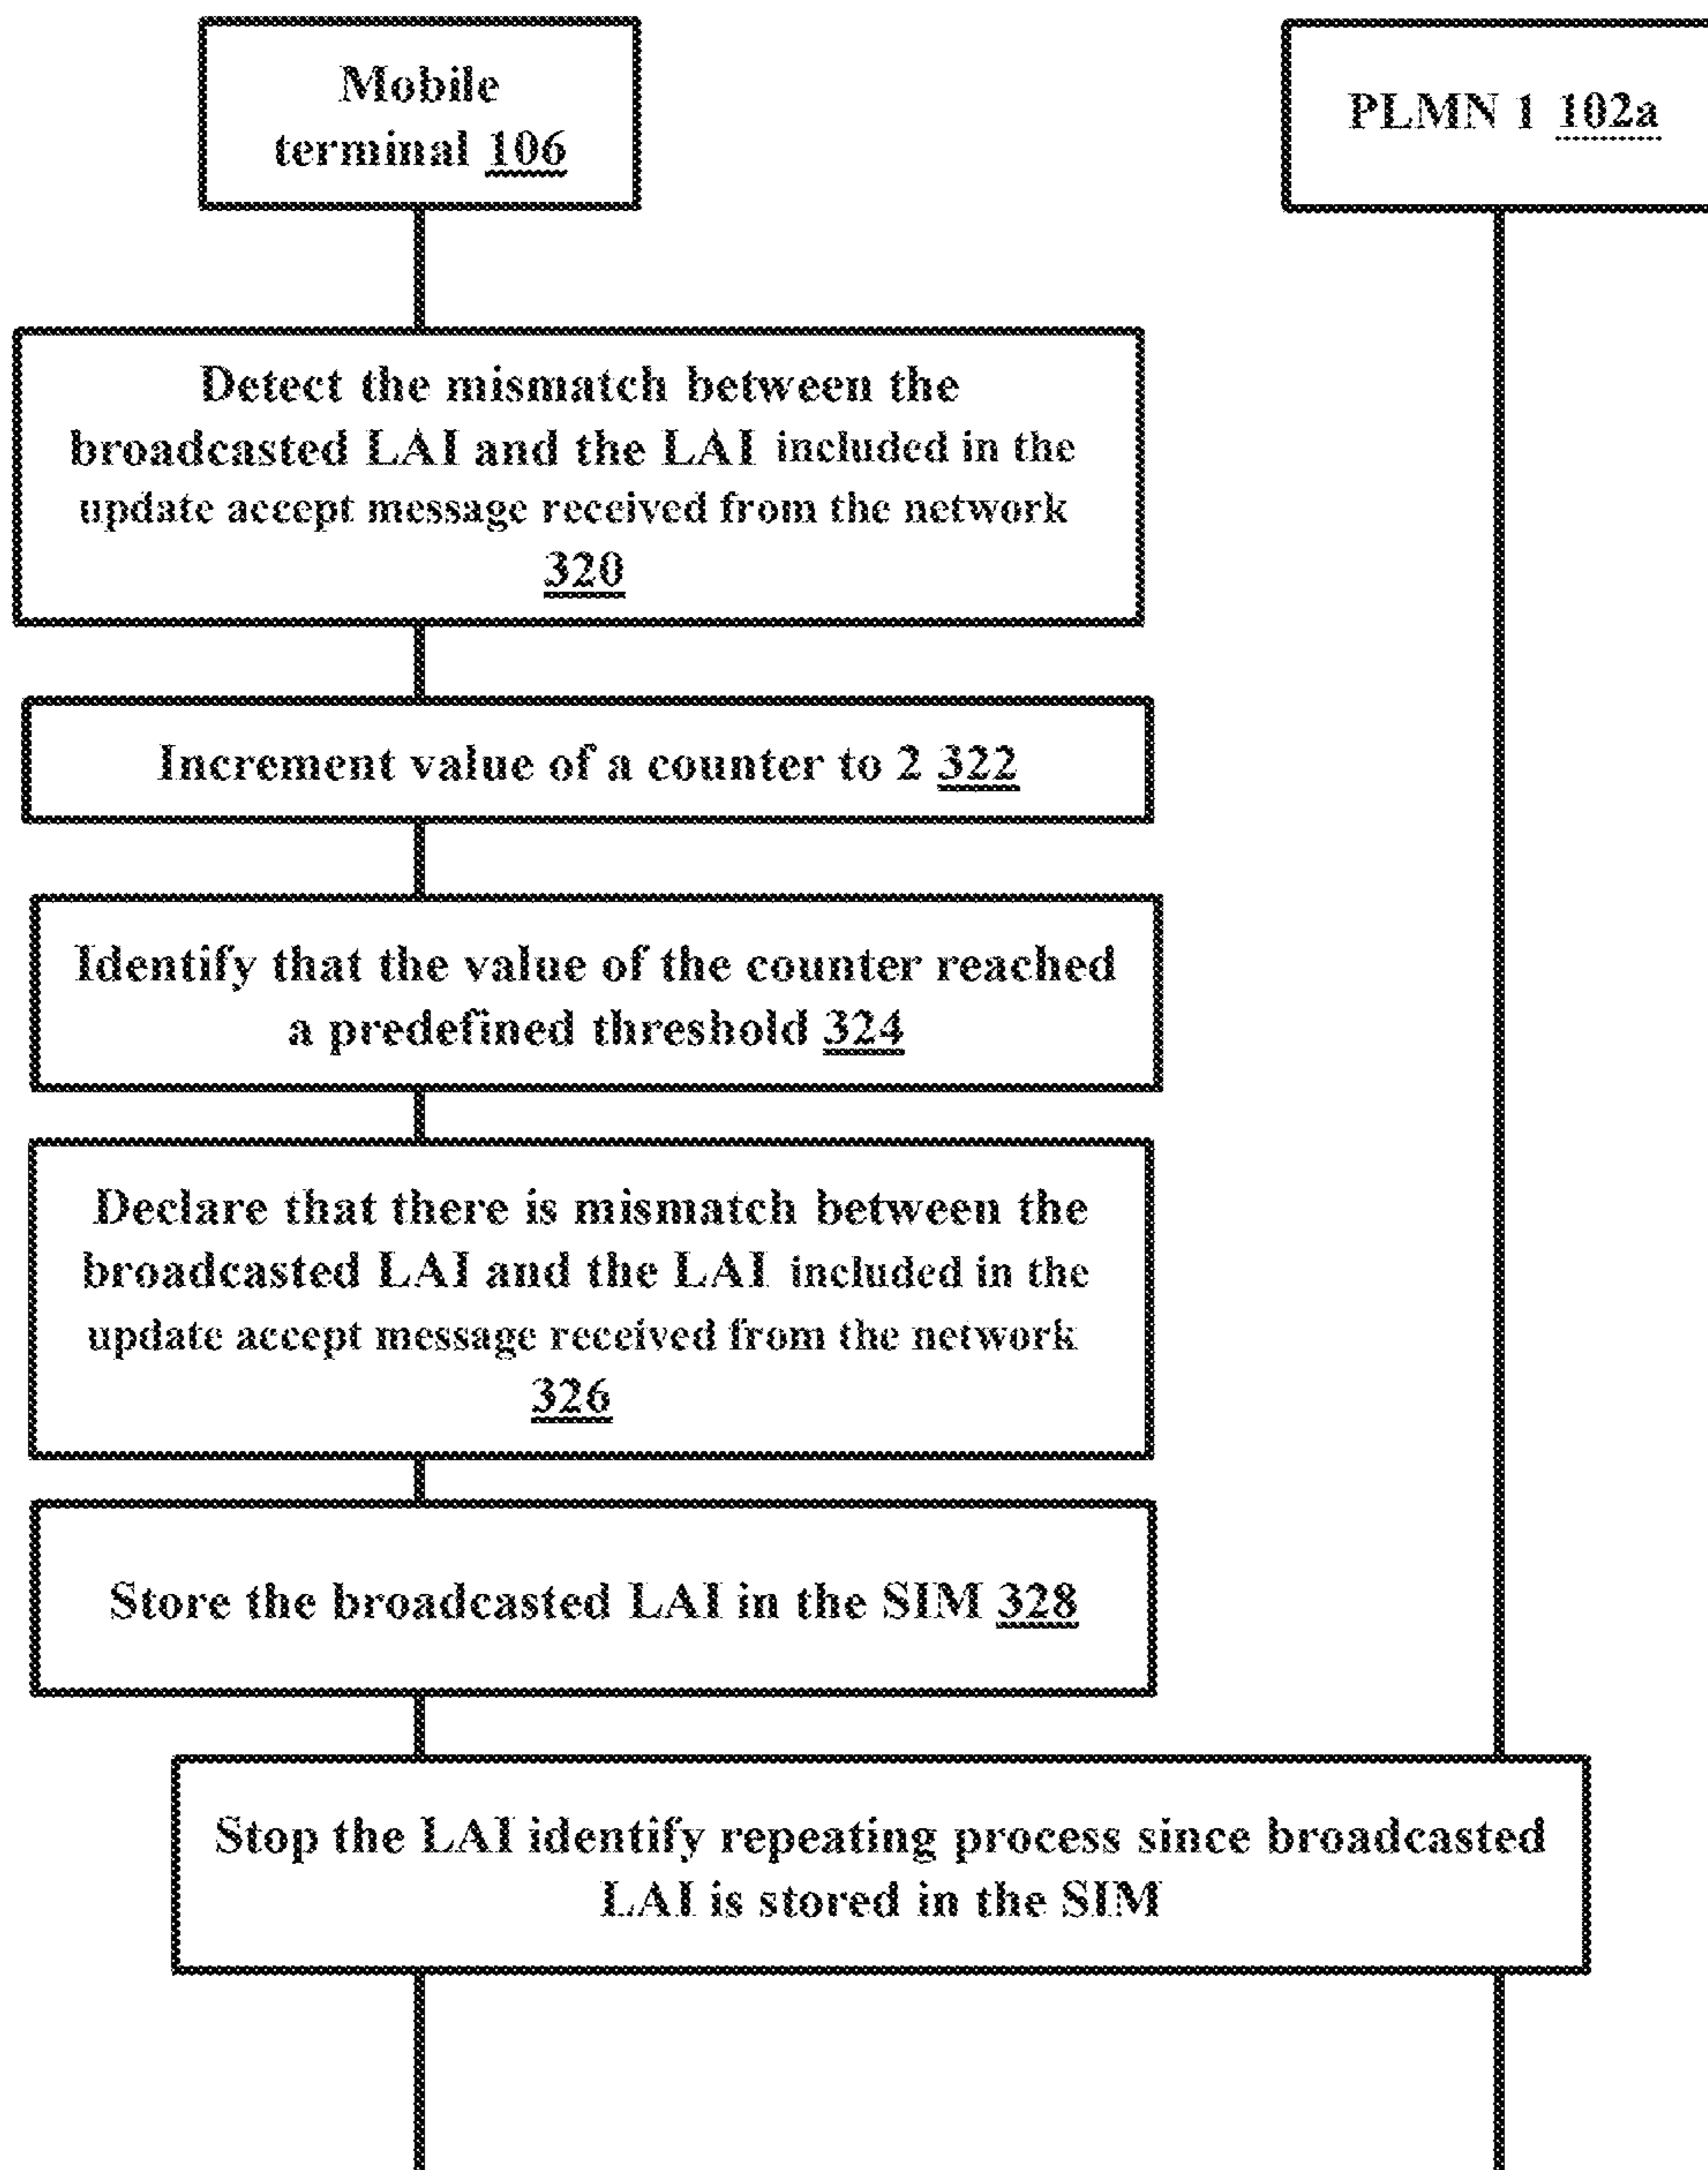 Mobile
terminal 106
PLMN 1 102a
Detect the mismatch between the
broadcasted LAI and the LAI included in the
update accept message received from the network
320
Increment value of a counter to 2 322
Identify that the value of the counter reached
a predefined threshold 324
Declare that there is mismatch between the
broadcasted LAI and the LAI included in the
update accept message received from the network
326
Store the broadcasted LAI in the SIM 328
Stop the LAI identify repeating process since broadcasted
LAI is stored in the SIM